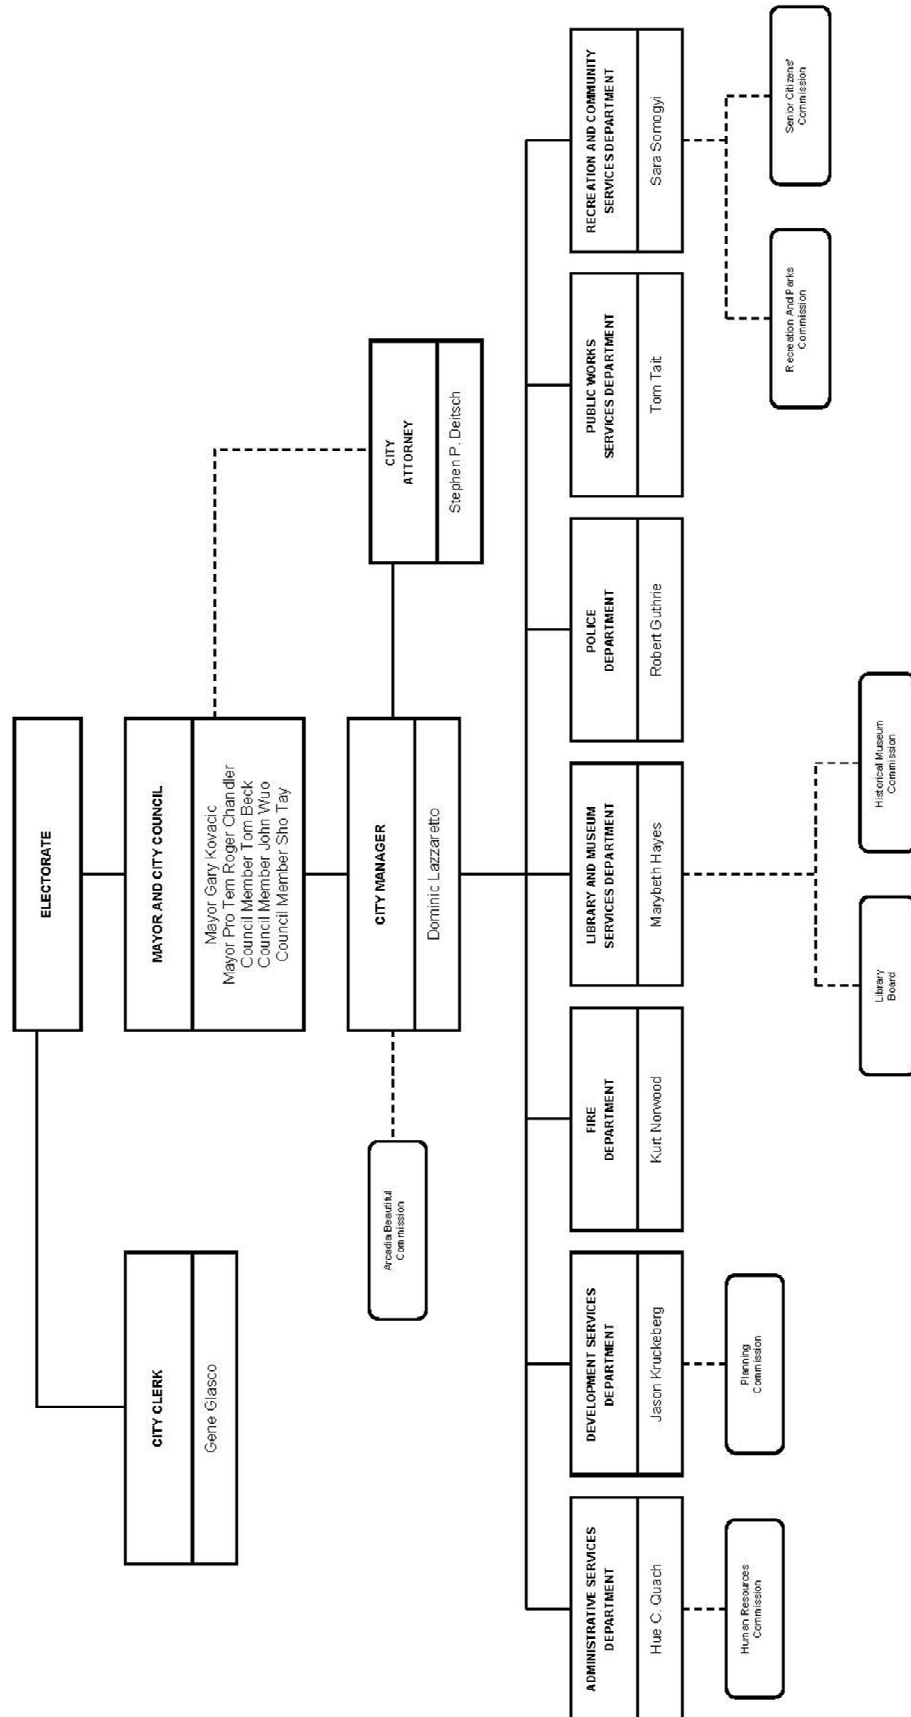 ELECTORATE
CITY CLERK
Gene Glasco
MAYOR AND CITY COUNCIL
Mayor Gary Kovacic
Mayor Pro Tem Roger Chandler
Council Member Tom Beck
Council Member John Wuo
Council Member Sho Tay
Arcadia Beautiful
Commission
CITY MANAGER
Dominic Lazzaretto
CITY
ATTORNEY
Stephen P. Deitsch
ADMINISTRATIVE SERVICES
DEPARTMENT
Hue C. Quach
DEVELOPMENT SERVICES
DEPARTMENT
Jason Kruckeberg
FIRE
DEPARTMENT
Kurt Norwood
LIBRARY AND MUSEUM
SERVICES DEPARTMENT
Marybeth Hayes
POLICE
DEPARTMENT
Robert Guthrie
PUBLIC WORKS
SERVICES DEPARTMENT
Tom Tait
RECREATION AND COMMUNITY
SERVICES DEPARTMENT
Sara Somogyi
Human Resources
Commission
Planning
Commission
Library
Board
Historical Museum
Commission
Recreation And Parks
Commission
Senior Citizens'
Commission